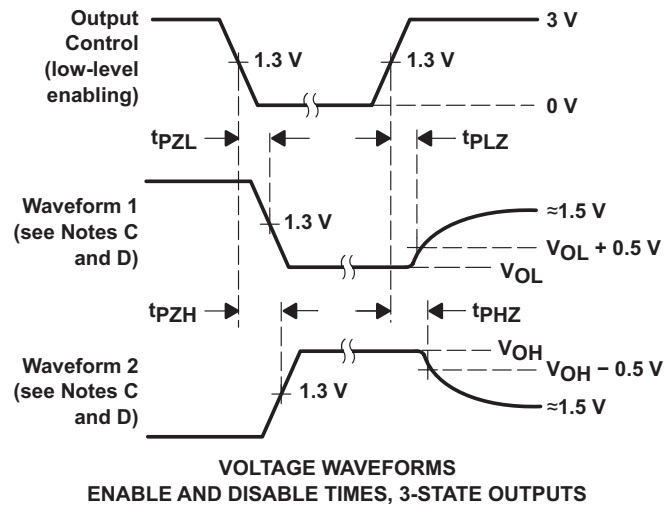 Output
Control
(low-level
enabling)
1.3 V
1.3 V
3 V
0 V
tPZL
tPLZ
Waveform 1
(see Notes C
and D)
1.3 V
≈1.5 V
VOL + 0.5 V
VOL
tPZH
tPHZ
Waveform 2
(see Notes C
and D)
1.3 V
VOH
VOH − 0.5 V
≈1.5 V
VOLTAGE WAVEFORMS
ENABLE AND DISABLE TIMES, 3-STATE OUTPUTS